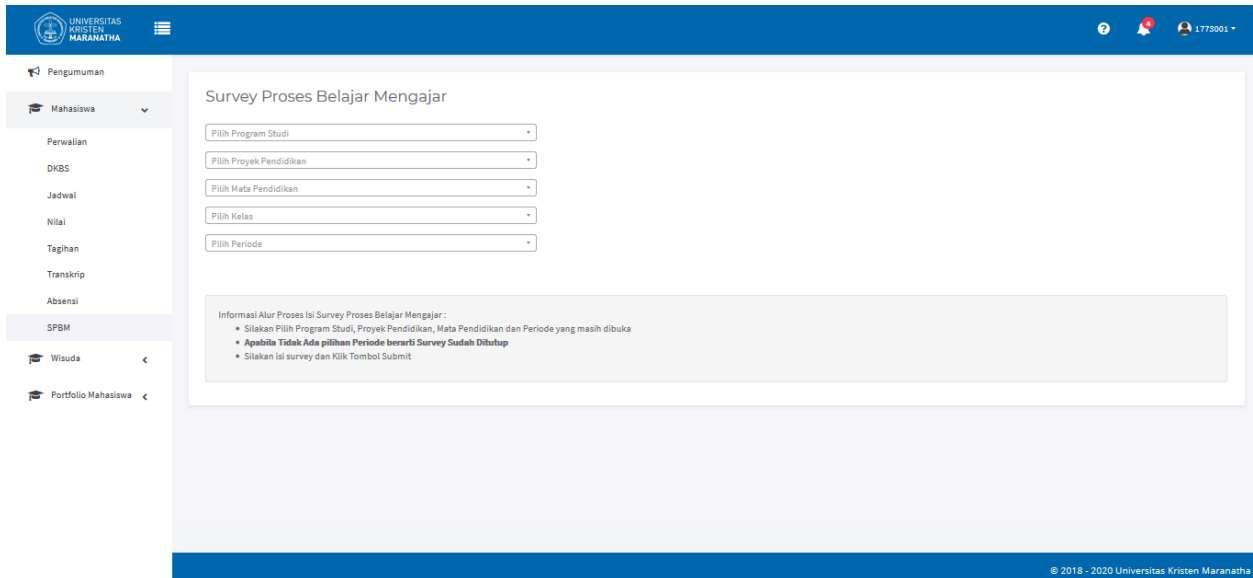 UNIVERSITAS
KRISTEN
MARANATHA
4
1773001
Pengumuman
Mahasiswa
Perwalian
DKBS
Jadwal
Nilai
Tagihan
Transkrip
Absensi
SPBM
Wisuda
Portfolio Mahasiswa
Survey Proses Belajar Mengajar
Pilih Program Studi
Pilih Proyek Pendidikan
Pilih Mata Pendidikan
Pilih Kelas
Pilih Periode
Informasi Alur Proses Isi Survey Proses Belajar Mengajar :
Silakan Pilih Program Studi, Proyek Pendidikan, Mata Pendidikan dan Periode yang masih dibuka
Apabila Tidak Ada pilihan Periode berarti Survey Sudah Ditutup
Silakan isi survey dan Klik Tombol Submit
© 2018 - 2020 Universitas Kristen Maranatha